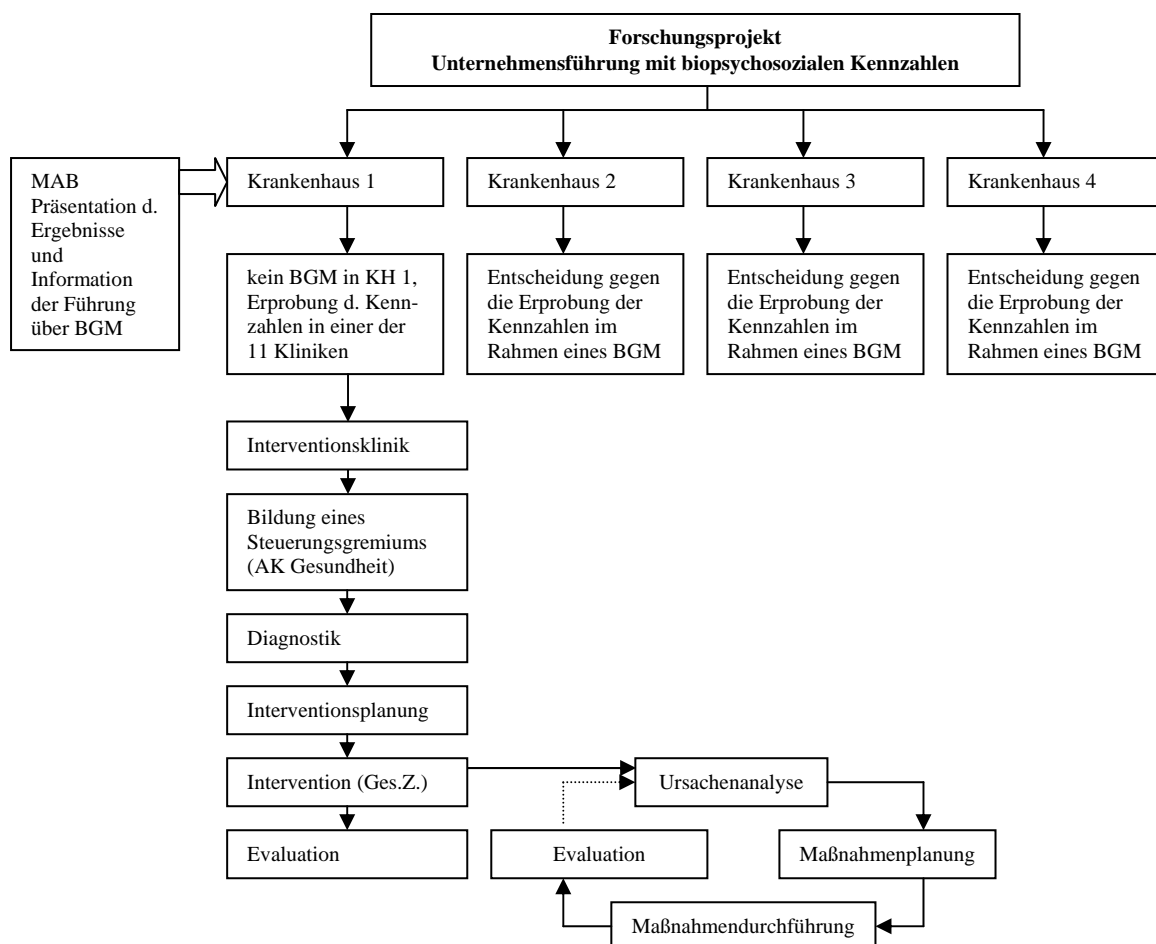 Forschungsprojekt
Unternehmensführung mit biopsychosozialen Kennzahlen
MAB
Präsentation d.
Ergebnisse
und
Information
der Führung
über BGM
Krankenhaus 1
Krankenhaus 2
Krankenhaus 3
Krankenhaus 4
kein BGM in KH 1,
Erprobung d. Kenn-
zahlen in einer der
11 Kliniken
Entscheidung gegen
die Erprobung der
Kennzahlen im
Rahmen eines BGM
Entscheidung gegen
die Erprobung der
Kennzahlen im
Rahmen eines BGM
Entscheidung gegen
die Erprobung der
Kennzahlen im
Rahmen eines BGM
Interventionsklinik
Bildung eines
Steuerungsgremiums
(AK Gesundheit)
Diagnostik
Interventionsplanung
Intervention (Ges.Z.)
Ursachenanalyse
Evaluation
Evaluation
Maßnahmenplanung
Maßnahmendurchführung